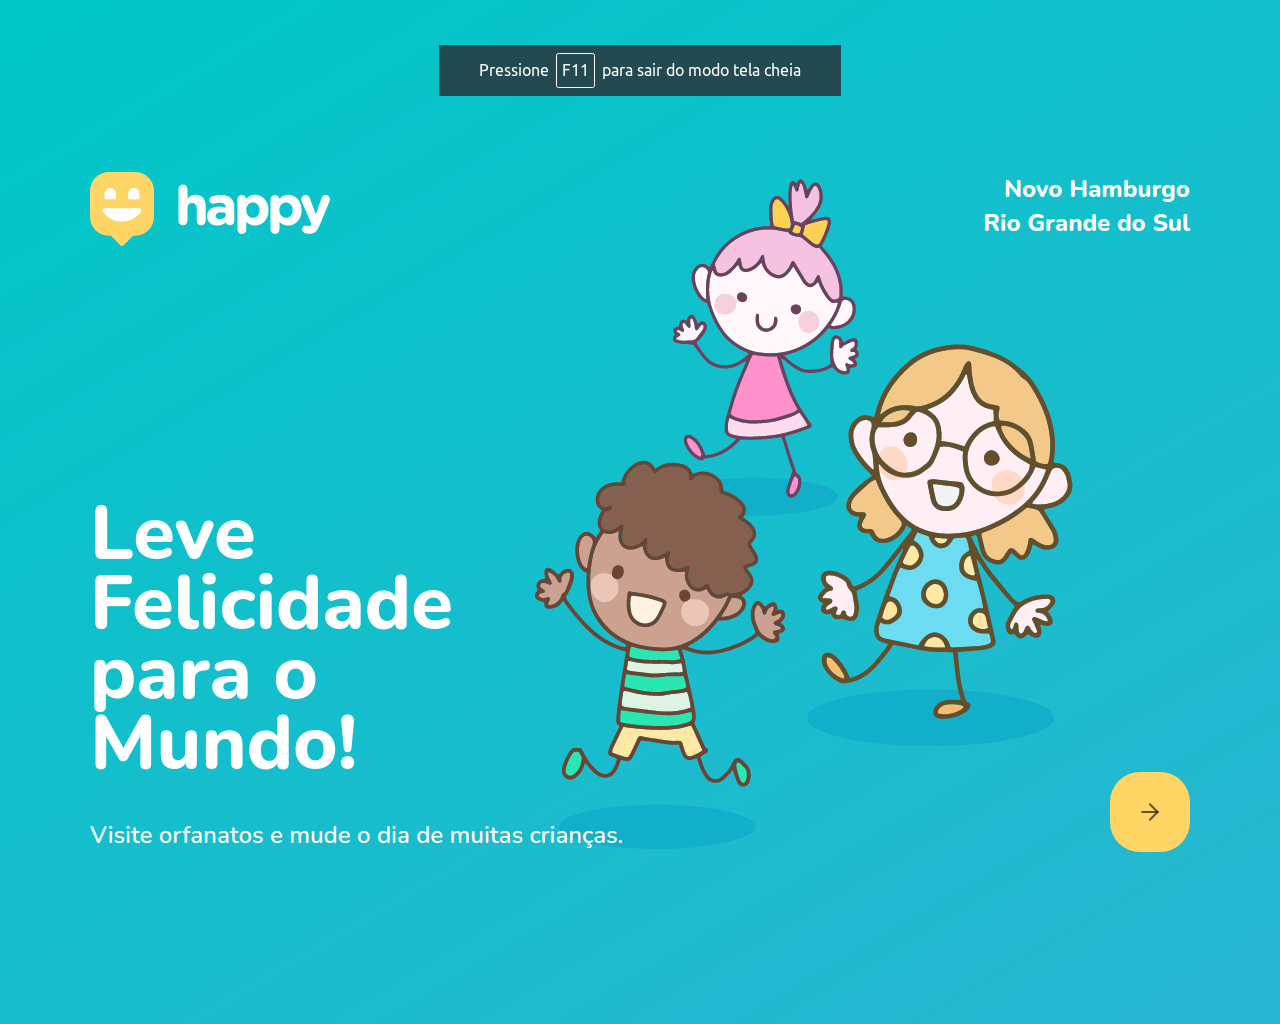 Pressione F11 para sair do modo tela cheia
happy
Novo Hamburgo
Rio Grande do Sul
Leve
Felicidade
para o
Mundo!
Visite orfanatos e mude o dia de muitas crianças.